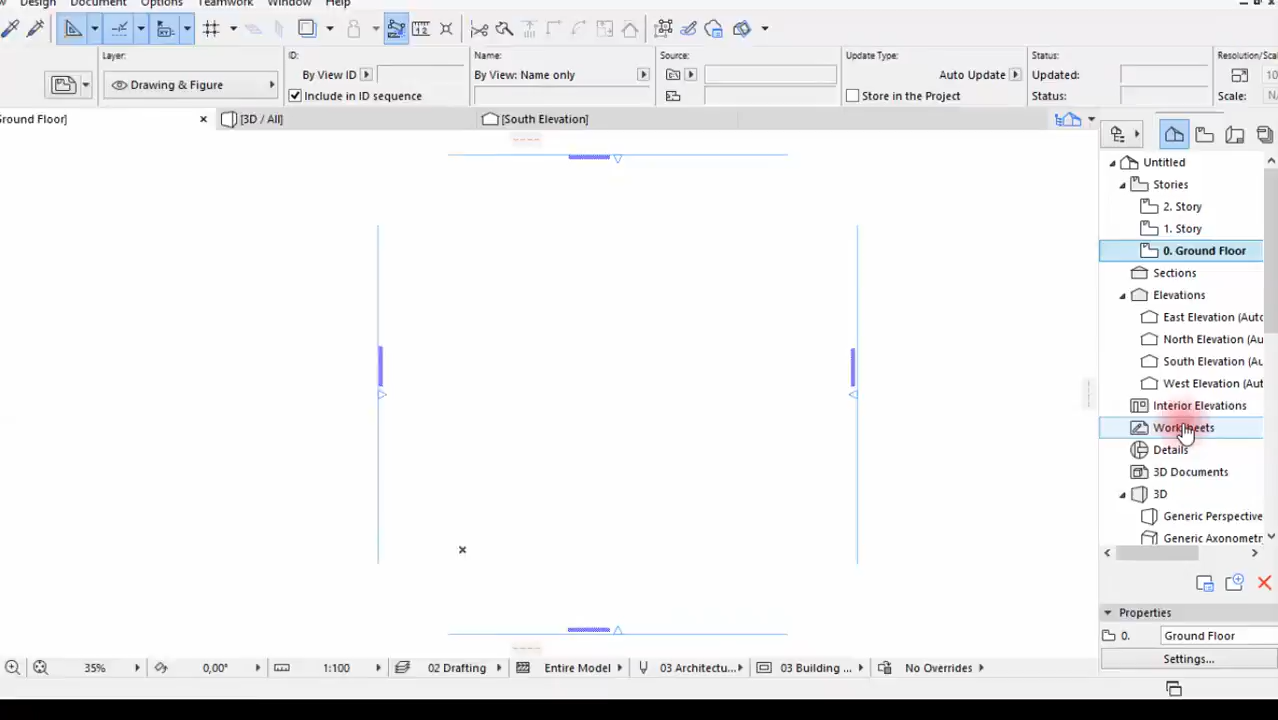 Design Document Options Teamwork Window Help
Layer:
Drawing & Figure
ID:
By View ID
Include in ID sequence
Name:
By View: Name only
Source:
Update Type:
Auto Update
Store in the Project
Status:
Updated:
Status:
Resolution/Sca
Scale:
round Floor]
[3D / All]
[South Elevation]
Untitled
Stories
2. Story
1. Story
0. Ground Floor
Sections
Elevations
East Elevation (Auto
North Elevation (Au
South Elevation (Au
West Elevation (Aut
Interior Elevations
Worksheets
Details
3D Documents
3D
Generic Perspective
Generic Axonometr
Properties
0. Ground Floor
Settings...
35% 0,00° 1:100 02 Drafting Entire Model 03 Architectu... 03 Building ... No Overrides